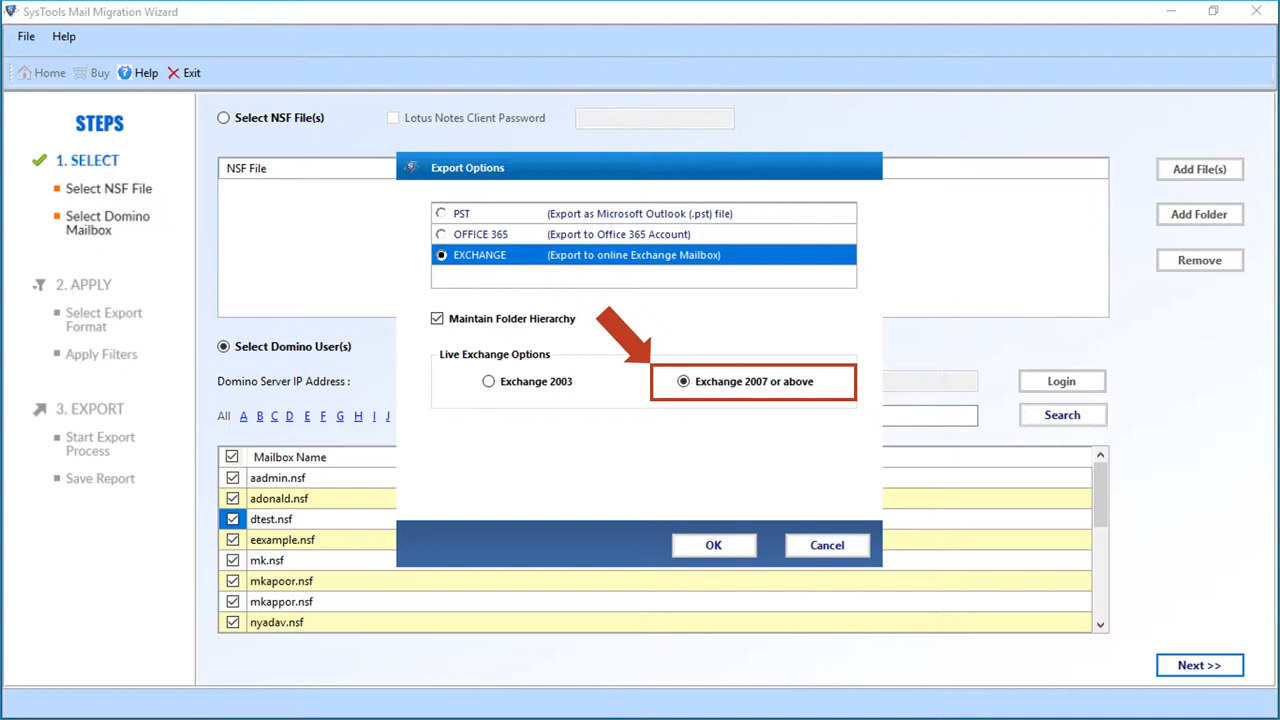 SysTools Mail Migration Wizard
File Help
Home Buy Help Exit
STEPS
1. SELECT
Select NSF File
Select Domino
Mailbox
2. APPLY
Select Export
Format
Apply Filters
3. EXPORT
Start Export
Process
Save Report
Select NSF File(s) Lotus Notes Client Password
NSF File
Add File(s)
Add Folder
Remove
Select Domino User(s)
Domino Server IP Address :
Login
All A B C D E F G H I J
Search
Mailbox Name
aadmin.nsf
adonald.nsf
dtest.nsf
eexample.nsf
mk.nsf
mkapoor.nsf
mkappor.nsf
nyadav.nsf
Export Options
PST (Export as Microsoft Outlook (.pst) file)
OFFICE 365 (Export to Office 365 Account)
EXCHANGE (Export to online Exchange Mailbox)
Maintain Folder Hierarchy
Live Exchange Options
Exchange 2003 Exchange 2007 or above
OK Cancel
Next >>